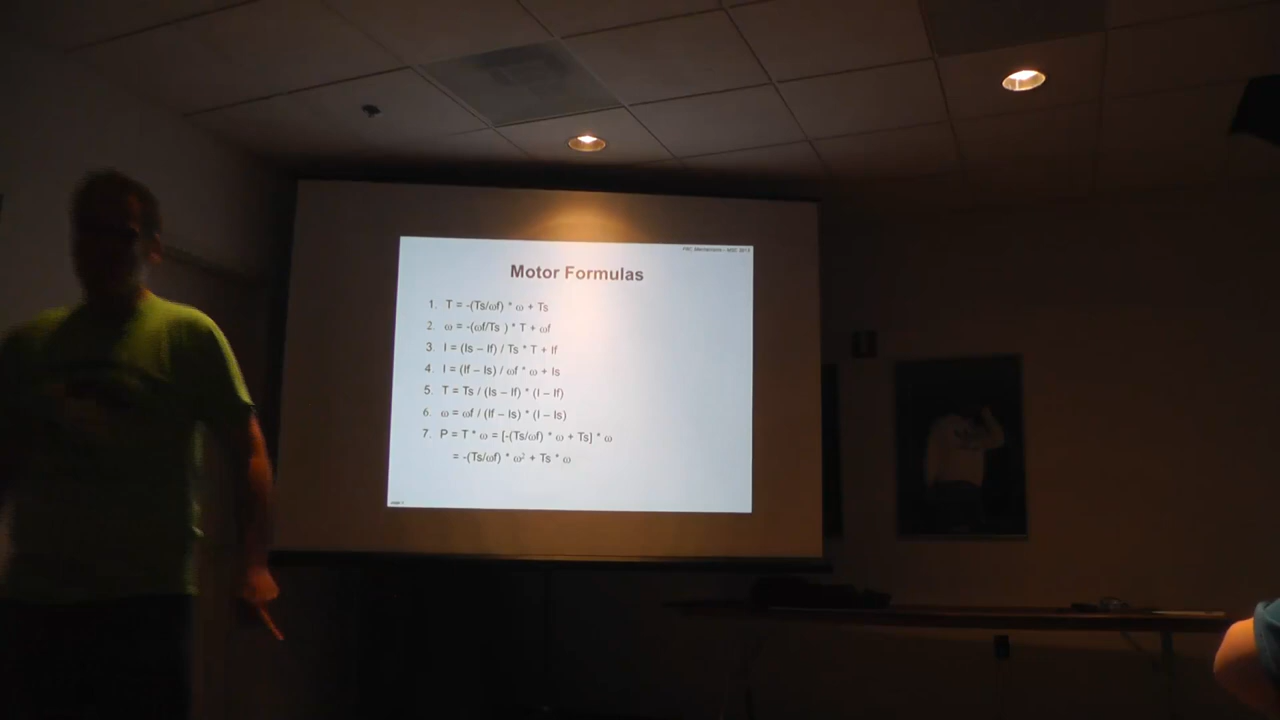 Motor Formulas
1. T = -(Ts/ωf) * ω + Ts
2. ω = -(ωf/Ts ) * T + ωf
3. I = (Is – If) / Ts * T + If
4. I = (If – Is) / ωf * ω + Is
5. T = Ts / (Is – If) * (I – If)
6. ω = ωf / (If – Is) * (I – Is)
7. P = T * ω = [-(Ts/ωf) * ω + Ts] * ω
= -(Ts/ωf) * ω² + Ts * ω